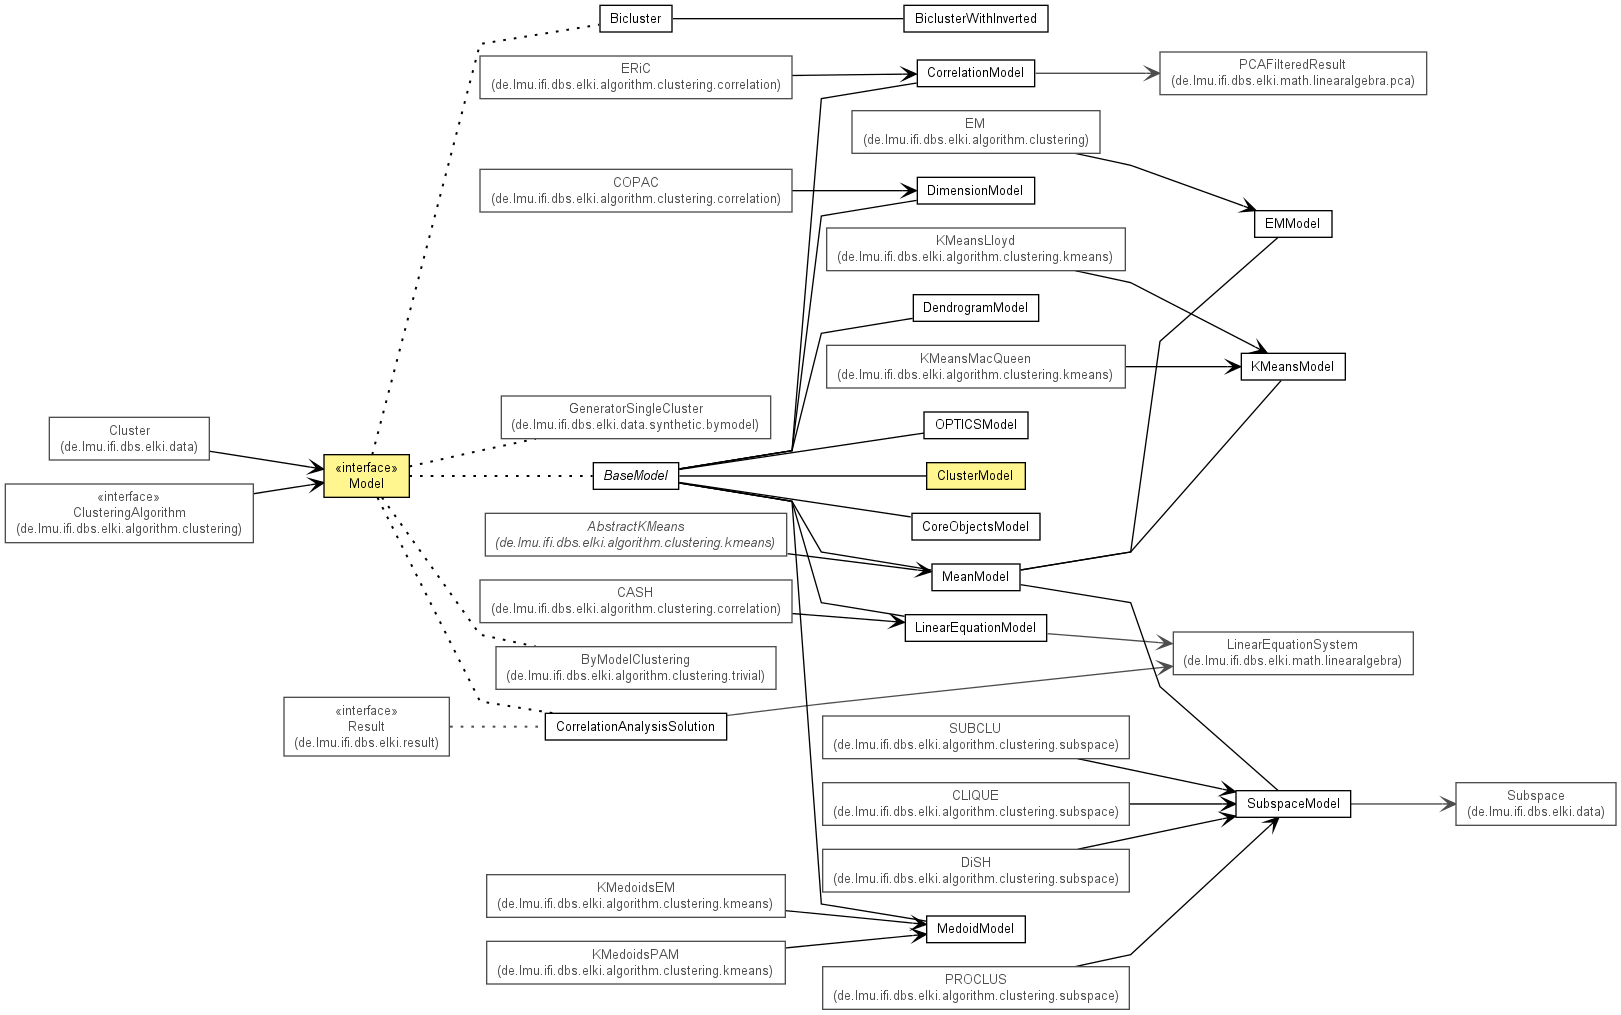 Bicluster
BiclusterWithInverted
ERiC
(de.lmu.ifi.dbs.elki.algorithm.clustering.correlation)
CorrelationModel
PCAFilteredResult
(de.lmu.ifi.dbs.elki.math.linearalgebra.pca)
EM
(de.lmu.ifi.dbs.elki.algorithm.clustering)
COPAC
(de.lmu.ifi.dbs.elki.algorithm.clustering.correlation)
DimensionModel
EMModel
KMeansLloyd
(de.lmu.ifi.dbs.elki.algorithm.clustering.kmeans)
DendrogramModel
KMeansMacQueen
(de.lmu.ifi.dbs.elki.algorithm.clustering.kmeans)
KMeansModel
GeneratorSingleCluster
(de.lmu.ifi.dbs.elki.data.synthetic.bymodel)
OPTICSModel
Cluster
(de.lmu.ifi.dbs.elki.data)
«interface»
Model
BaseModel
ClusterModel
«interface»
ClusteringAlgorithm
(de.lmu.ifi.dbs.elki.algorithm.clustering)
AbstractKMeans
(de.lmu.ifi.dbs.elki.algorithm.clustering.kmeans)
CoreObjectsModel
MeanModel
CASH
(de.lmu.ifi.dbs.elki.algorithm.clustering.correlation)
LinearEquationModel
LinearEquationSystem
(de.lmu.ifi.dbs.elki.math.linearalgebra)
ByModelClustering
(de.lmu.ifi.dbs.elki.algorithm.clustering.trivial)
«interface»
Result
(de.lmu.ifi.dbs.elki.result)
CorrelationAnalysisSolution
SUBCLU
(de.lmu.ifi.dbs.elki.algorithm.clustering.subspace)
CLIQUE
(de.lmu.ifi.dbs.elki.algorithm.clustering.subspace)
SubspaceModel
Subspace
(de.lmu.ifi.dbs.elki.data)
DiSH
(de.lmu.ifi.dbs.elki.algorithm.clustering.subspace)
KMedoidsEM
(de.lmu.ifi.dbs.elki.algorithm.clustering.kmeans)
MedoidModel
KMedoidsPAM
(de.lmu.ifi.dbs.elki.algorithm.clustering.kmeans)
PROCLUS
(de.lmu.ifi.dbs.elki.algorithm.clustering.subspace)